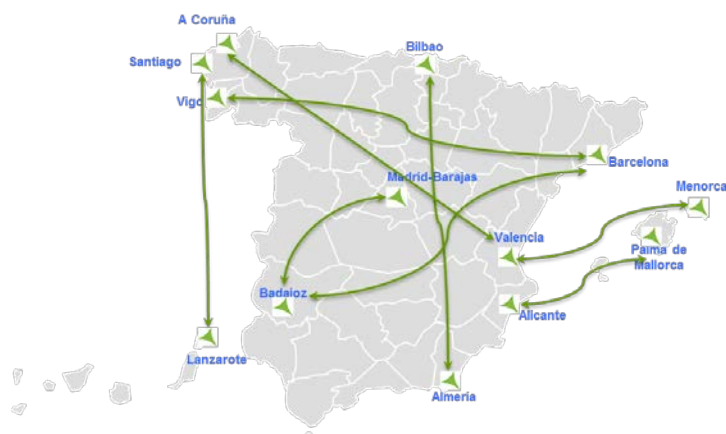 A Coruña
Santiago
Bilbao
Vigo
Barcelona
Madrid-Barajas
Menorca
Valencia
Palma de
Mallorca
Badajoz
Alicante
Lanzarote
Almería